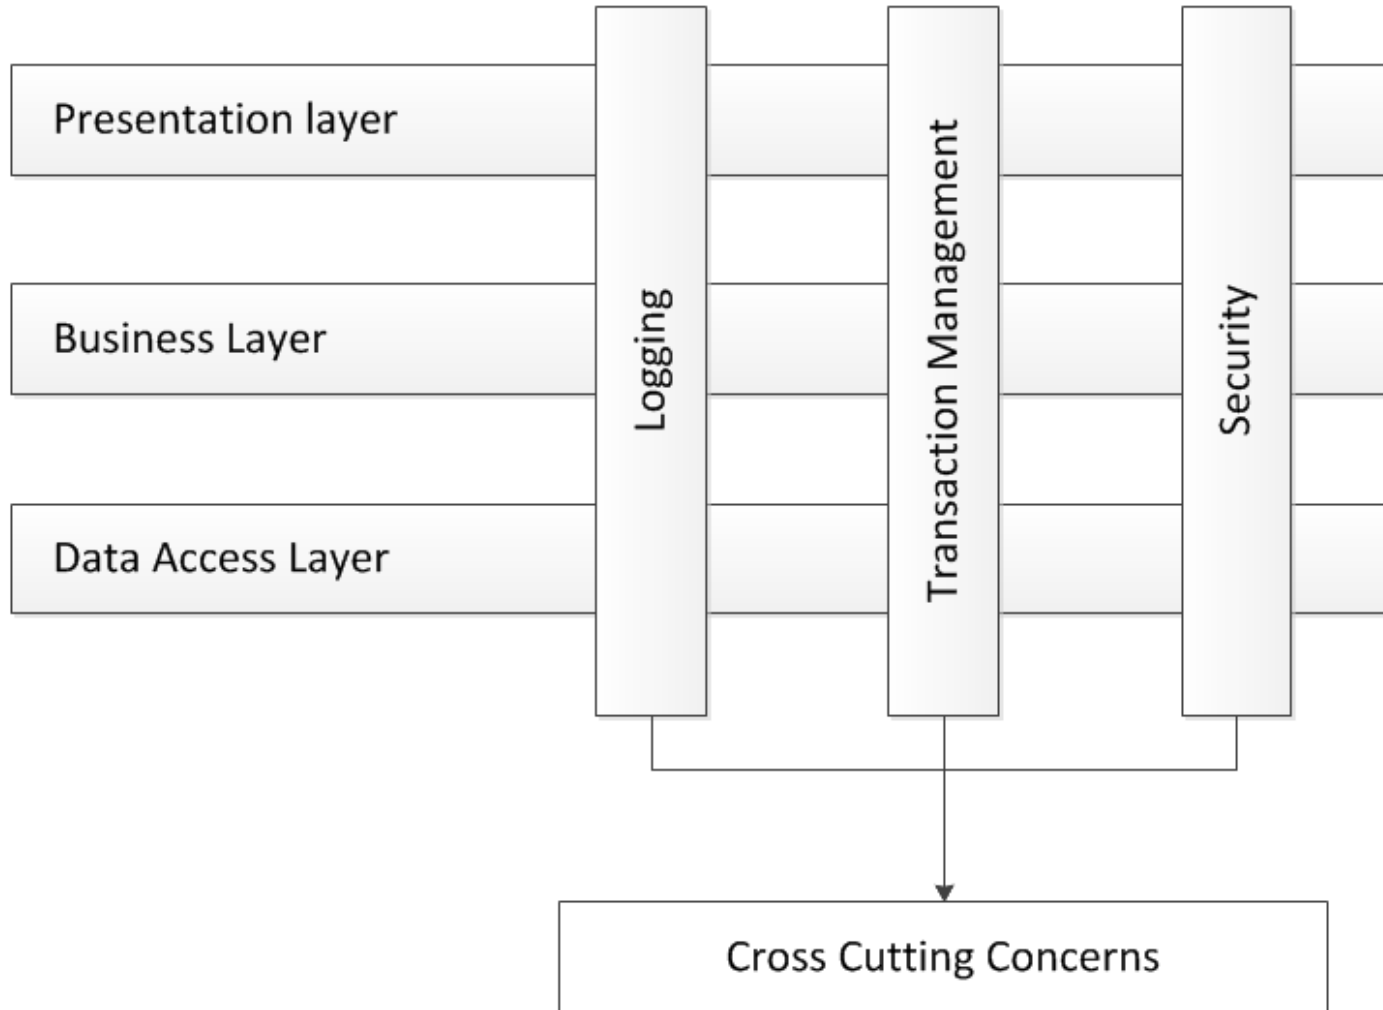 Presentation layer
Business Layer
Data Access Layer
Logging
Transaction Management
Security
Cross Cutting Concerns